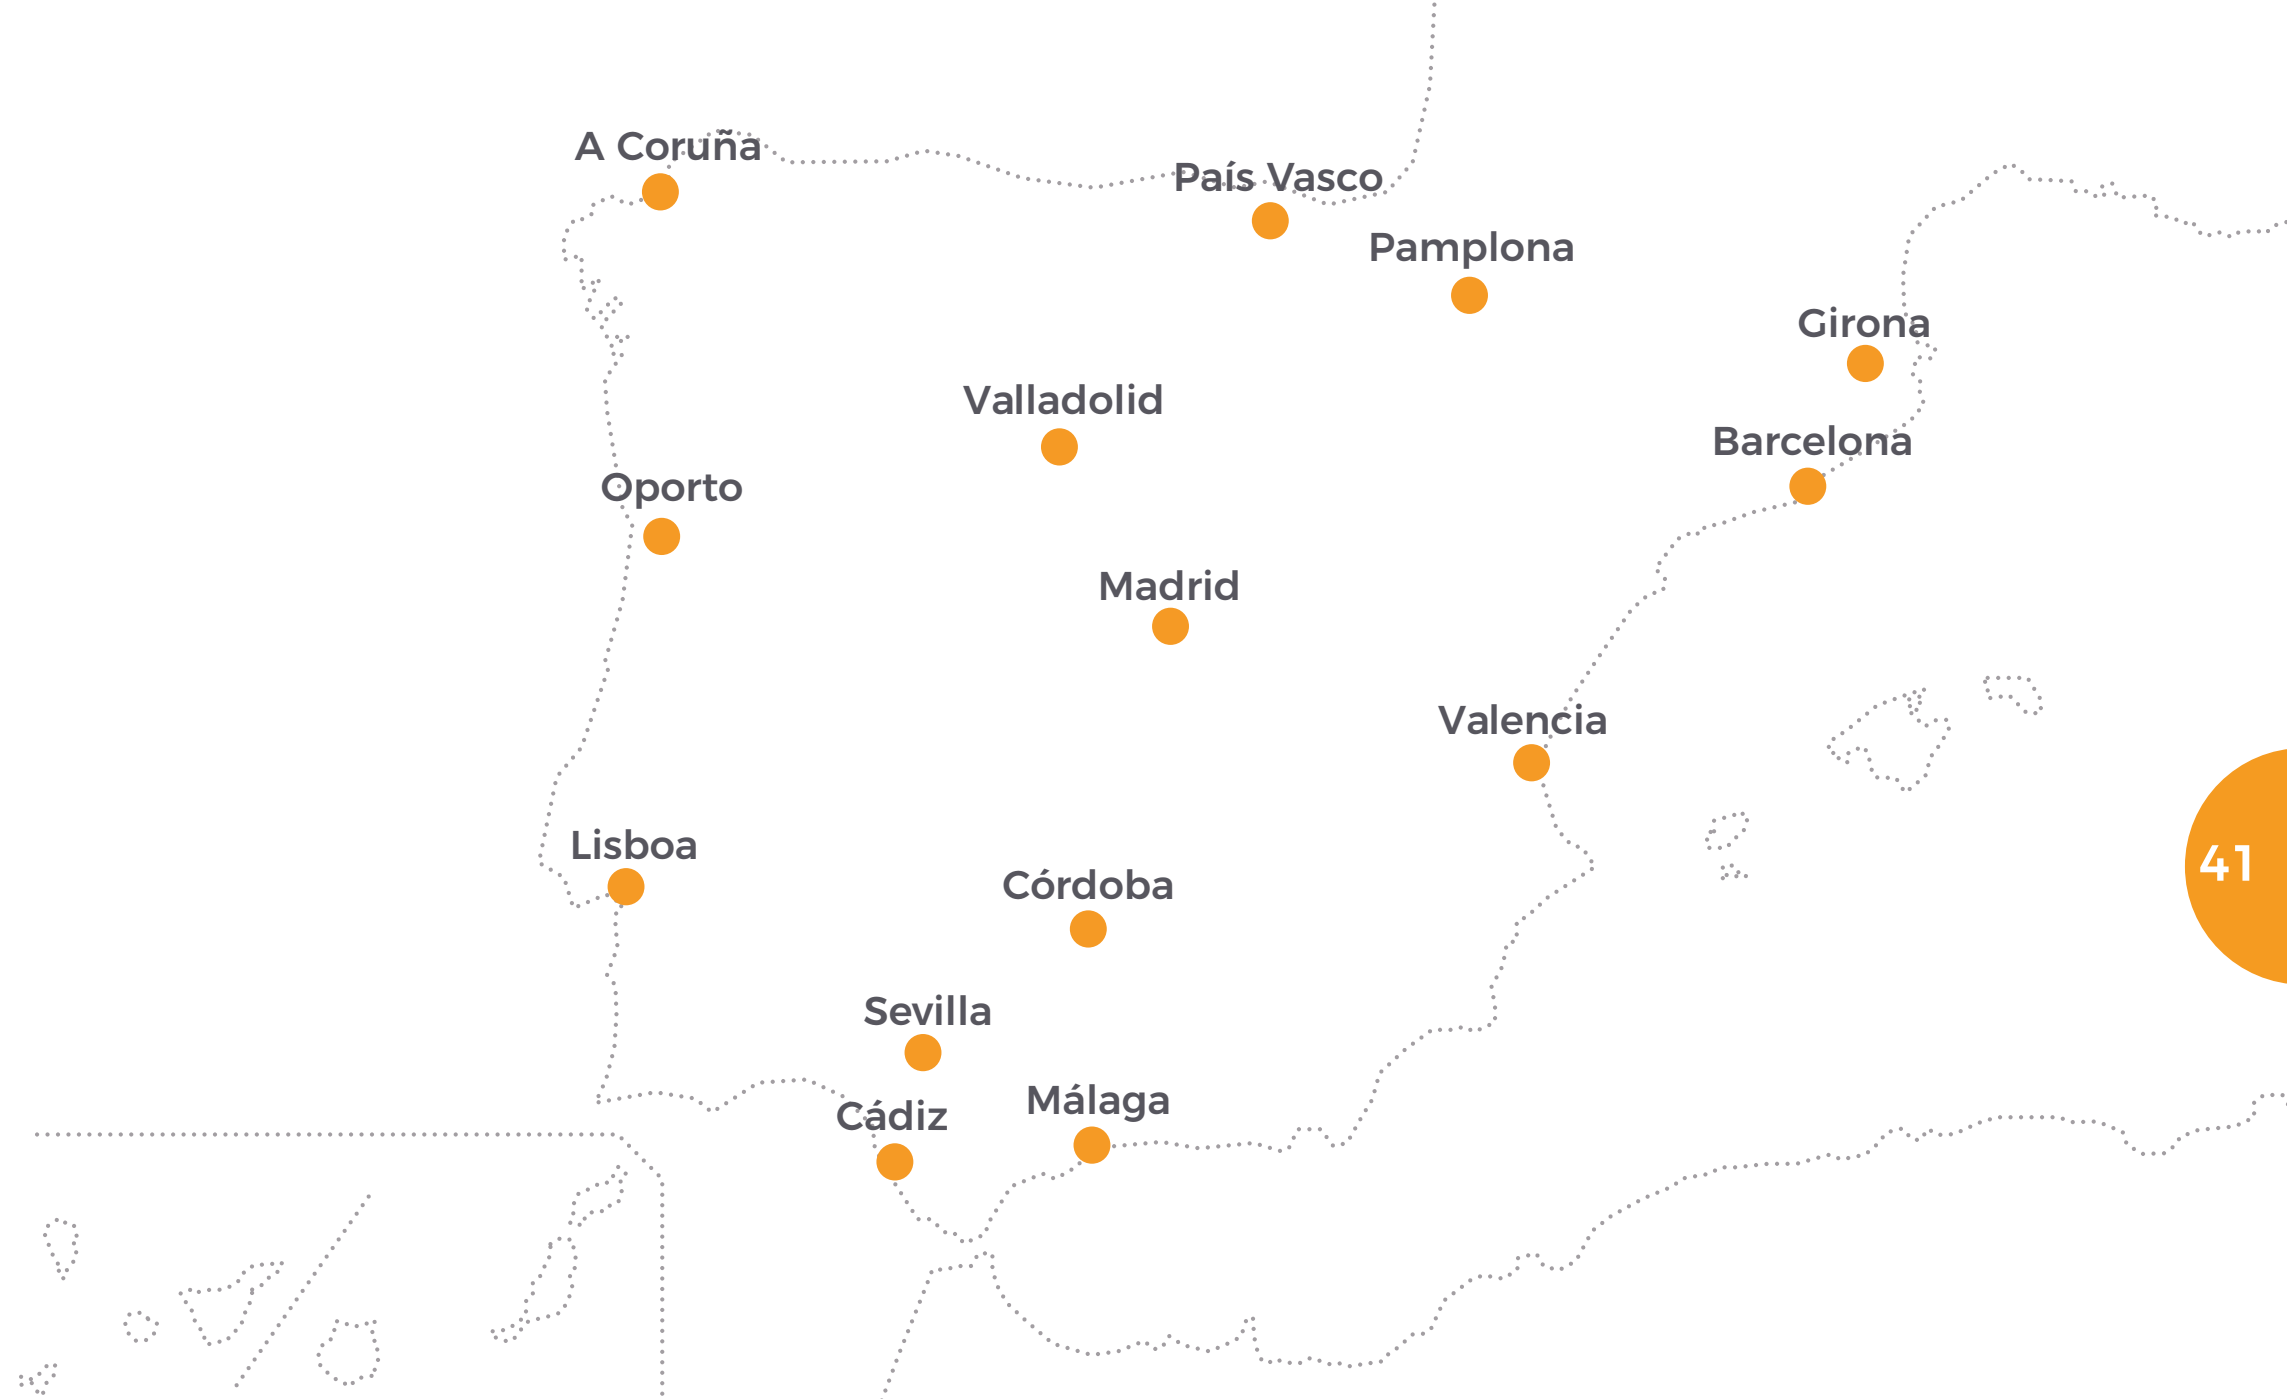 A Coruña
País Vasco
Pamplona
Girona
Valladolid
Barcelona
Oporto
Madrid
Valencia
Lisboa
41
Córdoba
Sevilla
Málaga
Cádiz